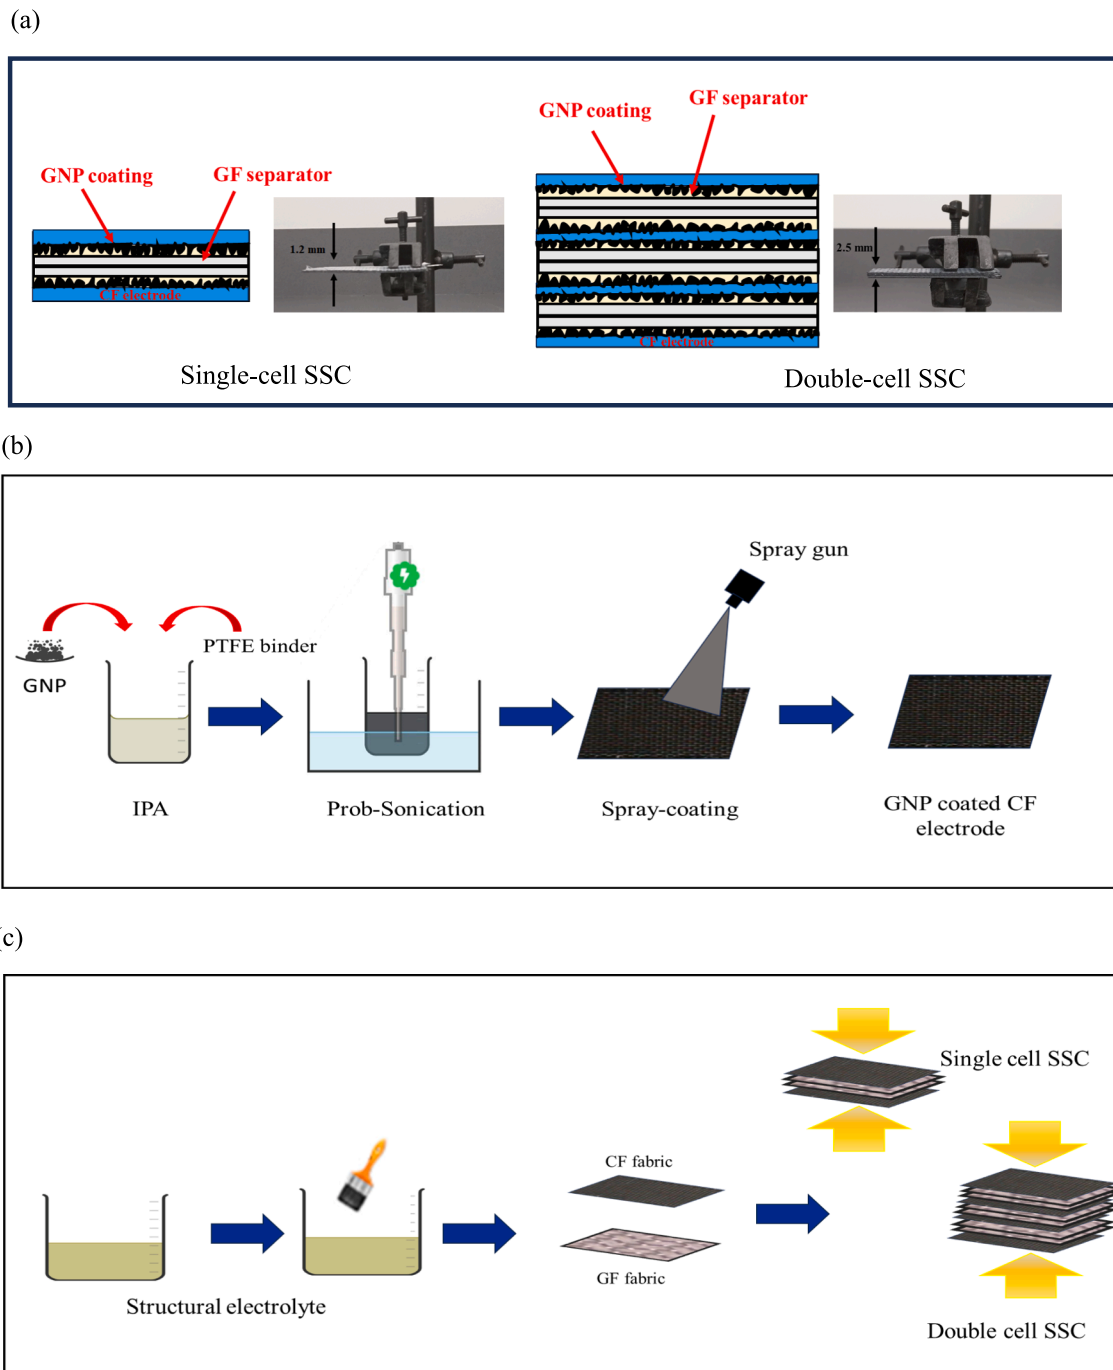 (a)
GNP coating
GF separator
GNP coating
GF separator
1.2 mm
2.5 mm
CF electrode
CF electrode
Single-cell SSC
Double-cell SSC
(b)
Spray gun
PTFE binder
GNP
IPA
Prob-Sonication
Spray-coating
GNP coated CF
electrode
(c)
Single cell SSC
CF fabric
GF fabric
Structural electrolyte
Double cell SSC